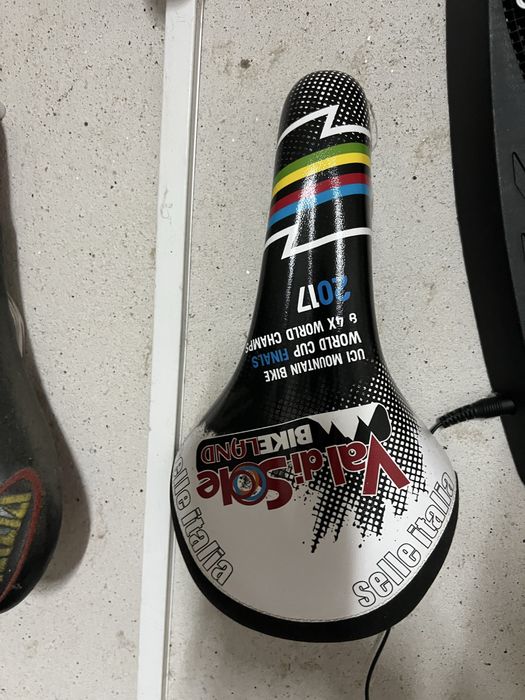 Val di Sole
BIKELAND
UCI MOUNTAIN BIKE
WORLD CUP FINALS
& 4X WORLD CHAMPS
2017
selle italia
selle italia